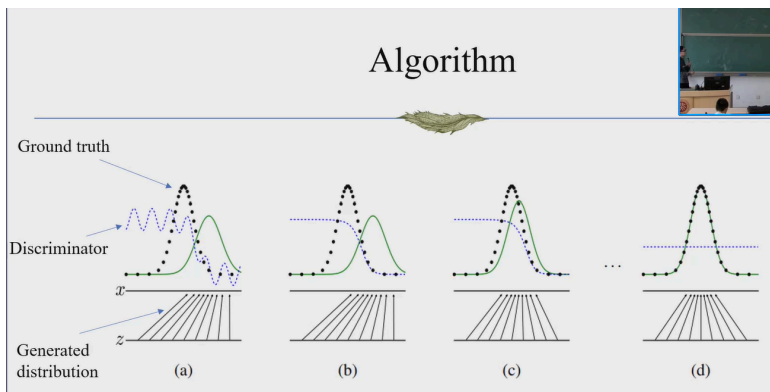 Algorithm
Ground truth
Discriminator
x
...
z
Generated
distribution
(a)
(b)
(c)
(d)